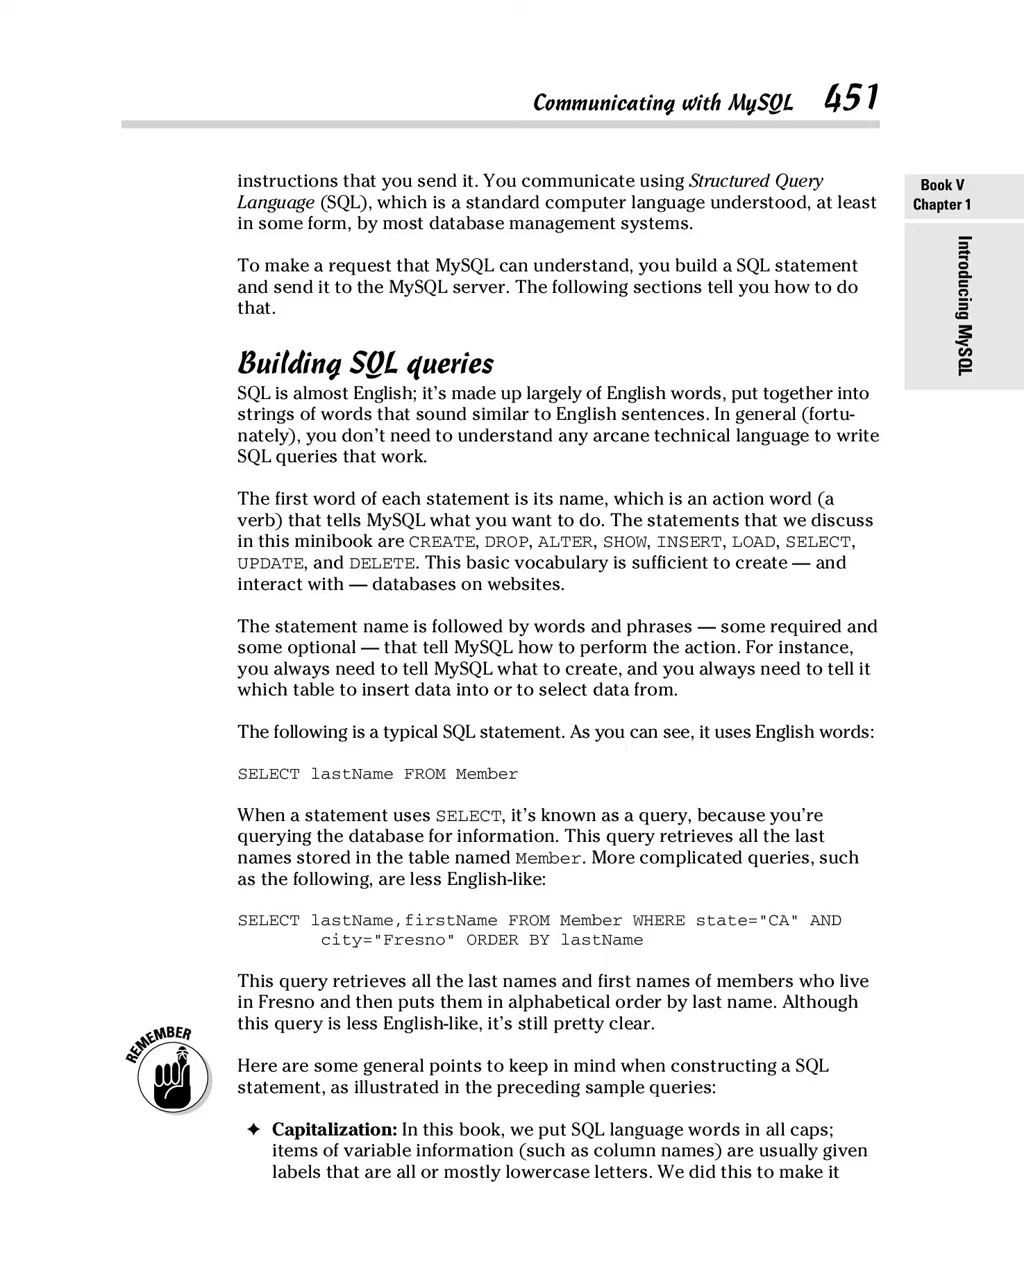 Communicating with MySQL 451
Book V
Chapter 1
Introducing MySQL
instructions that you send it. You communicate using Structured Query
Language (SQL), which is a standard computer language understood, at least
in some form, by most database management systems.
To make a request that MySQL can understand, you build a SQL statement
and send it to the MySQL server. The following sections tell you how to do
that.
Building SQL queries
SQL is almost English; it’s made up largely of English words, put together into
strings of words that sound similar to English sentences. In general (fortu-
nately), you don’t need to understand any arcane technical language to write
SQL queries that work.
The first word of each statement is its name, which is an action word (a
verb) that tells MySQL what you want to do. The statements that we discuss
in this minibook are CREATE, DROP, ALTER, SHOW, INSERT, LOAD, SELECT,
UPDATE, and DELETE. This basic vocabulary is sufficient to create — and
interact with — databases on websites.
The statement name is followed by words and phrases — some required and
some optional — that tell MySQL how to perform the action. For instance,
you always need to tell MySQL what to create, and you always need to tell it
which table to insert data into or to select data from.
The following is a typical SQL statement. As you can see, it uses English words:
SELECT lastName FROM Member
When a statement uses SELECT, it’s known as a query, because you’re
querying the database for information. This query retrieves all the last
names stored in the table named Member. More complicated queries, such
as the following, are less English-like:
SELECT lastName,firstName FROM Member WHERE state="CA" AND
city="Fresno" ORDER BY lastName
This query retrieves all the last names and first names of members who live
in Fresno and then puts them in alphabetical order by last name. Although
this query is less English-like, it’s still pretty clear.
REMEMBER
Here are some general points to keep in mind when constructing a SQL
statement, as illustrated in the preceding sample queries:
✦ Capitalization: In this book, we put SQL language words in all caps;
items of variable information (such as column names) are usually given
labels that are all or mostly lowercase letters. We did this to make it